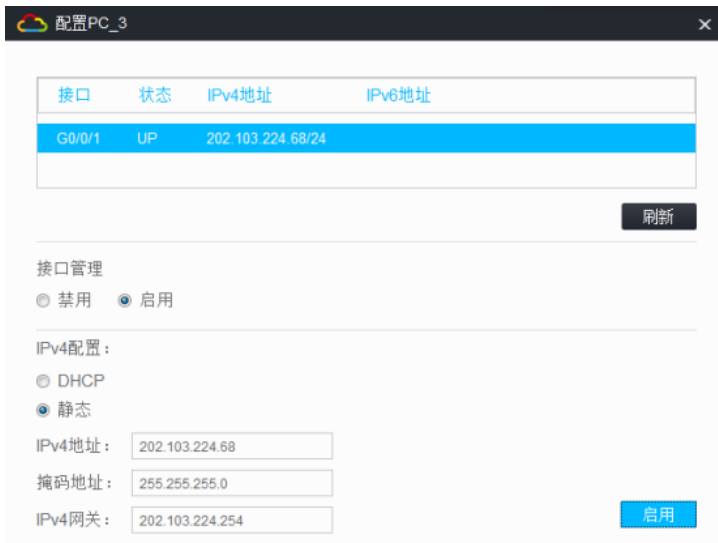 配置PC_3
接口 状态 IPv4地址 IPv6地址
G0/0/1 UP 202.103.224.68/24
刷新
接口管理
禁用 启用
IPv4配置：
DHCP
静态
IPv4地址： 202.103.224.68
掩码地址： 255.255.255.0
IPv4网关： 202.103.224.254
启用